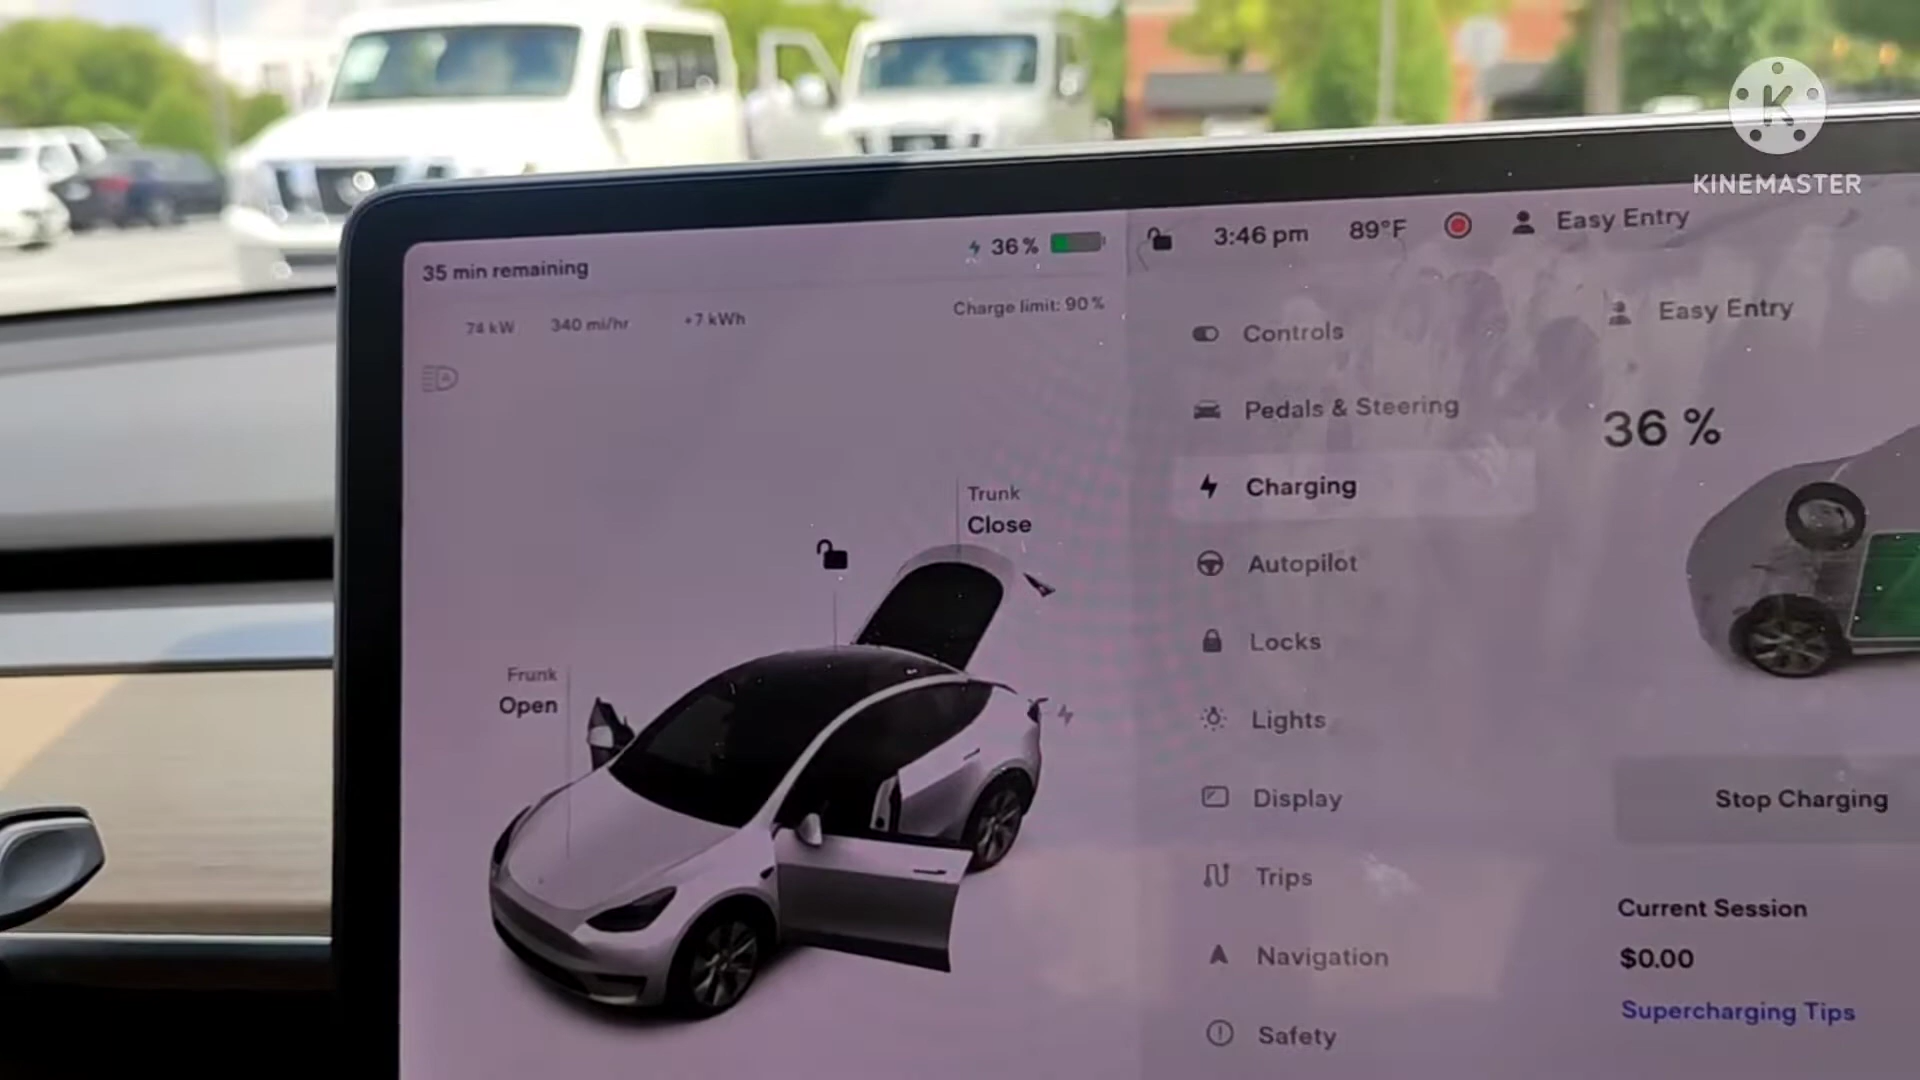 KINEMASTER
35 min remaining
36%
3:46 pm
89°F
Easy Entry
74 kW
340 mi/hr
+7 kWh
Charge limit: 90%
Trunk
Close
Frunk
Open
Controls
Pedals & Steering
Charging
Autopilot
Locks
Lights
Display
Trips
Navigation
Safety
Easy Entry
36 %
Stop Charging
Current Session
$0.00
Supercharging Tips